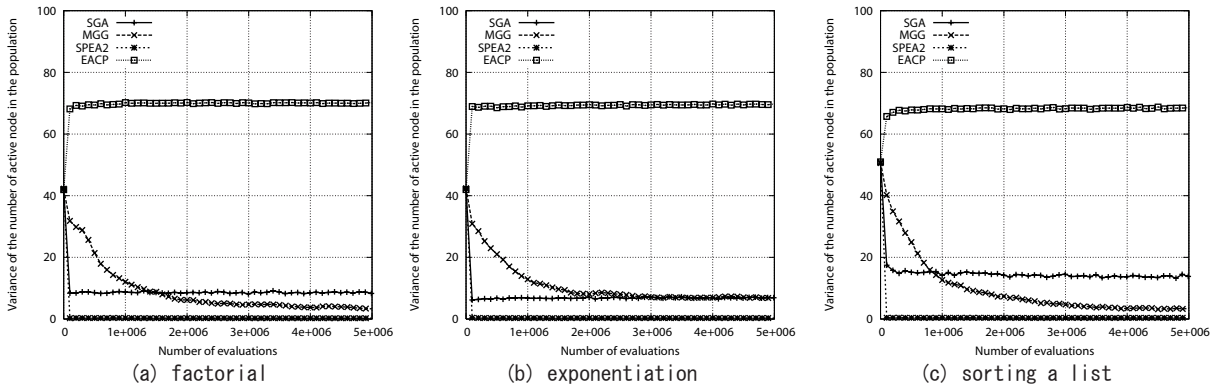 Variance of the number of active node in the population
100
80
60
40
20
0
SGA
MGG
SPEA2
EACP
0 1e+006 2e+006 3e+006 4e+006 5e+006
Number of evaluations
(a) factorial
Variance of the number of active node in the population
100
80
60
40
20
0
SGA
MGG
SPEA2
EACP
0 1e+006 2e+006 3e+006 4e+006 5e+006
Number of evaluations
(b) exponentiation
Variance of the number of active node in the population
100
80
60
40
20
0
SGA
MGG
SPEA2
EACP
0 1e+006 2e+006 3e+006 4e+006 5e+006
Number of evaluations
(c) sorting a list